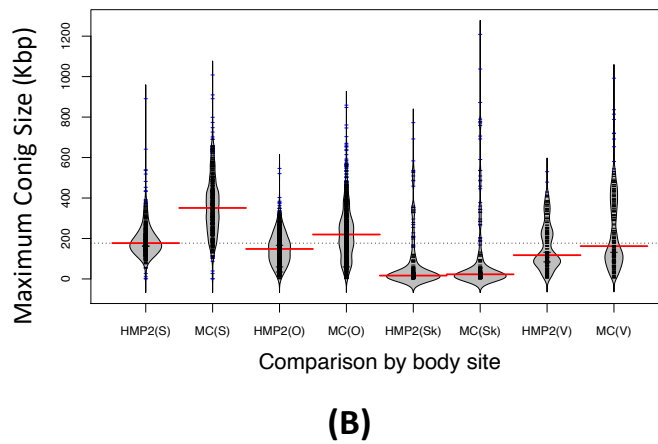 Maximum Conig Size (Kbp)
1200
1000
800
600
400
200
0
HMP2(S) MC(S) HMP2(O) MC(O) HMP2(Sk) MC(Sk) HMP2(V) MC(V)
Comparison by body site
(B)